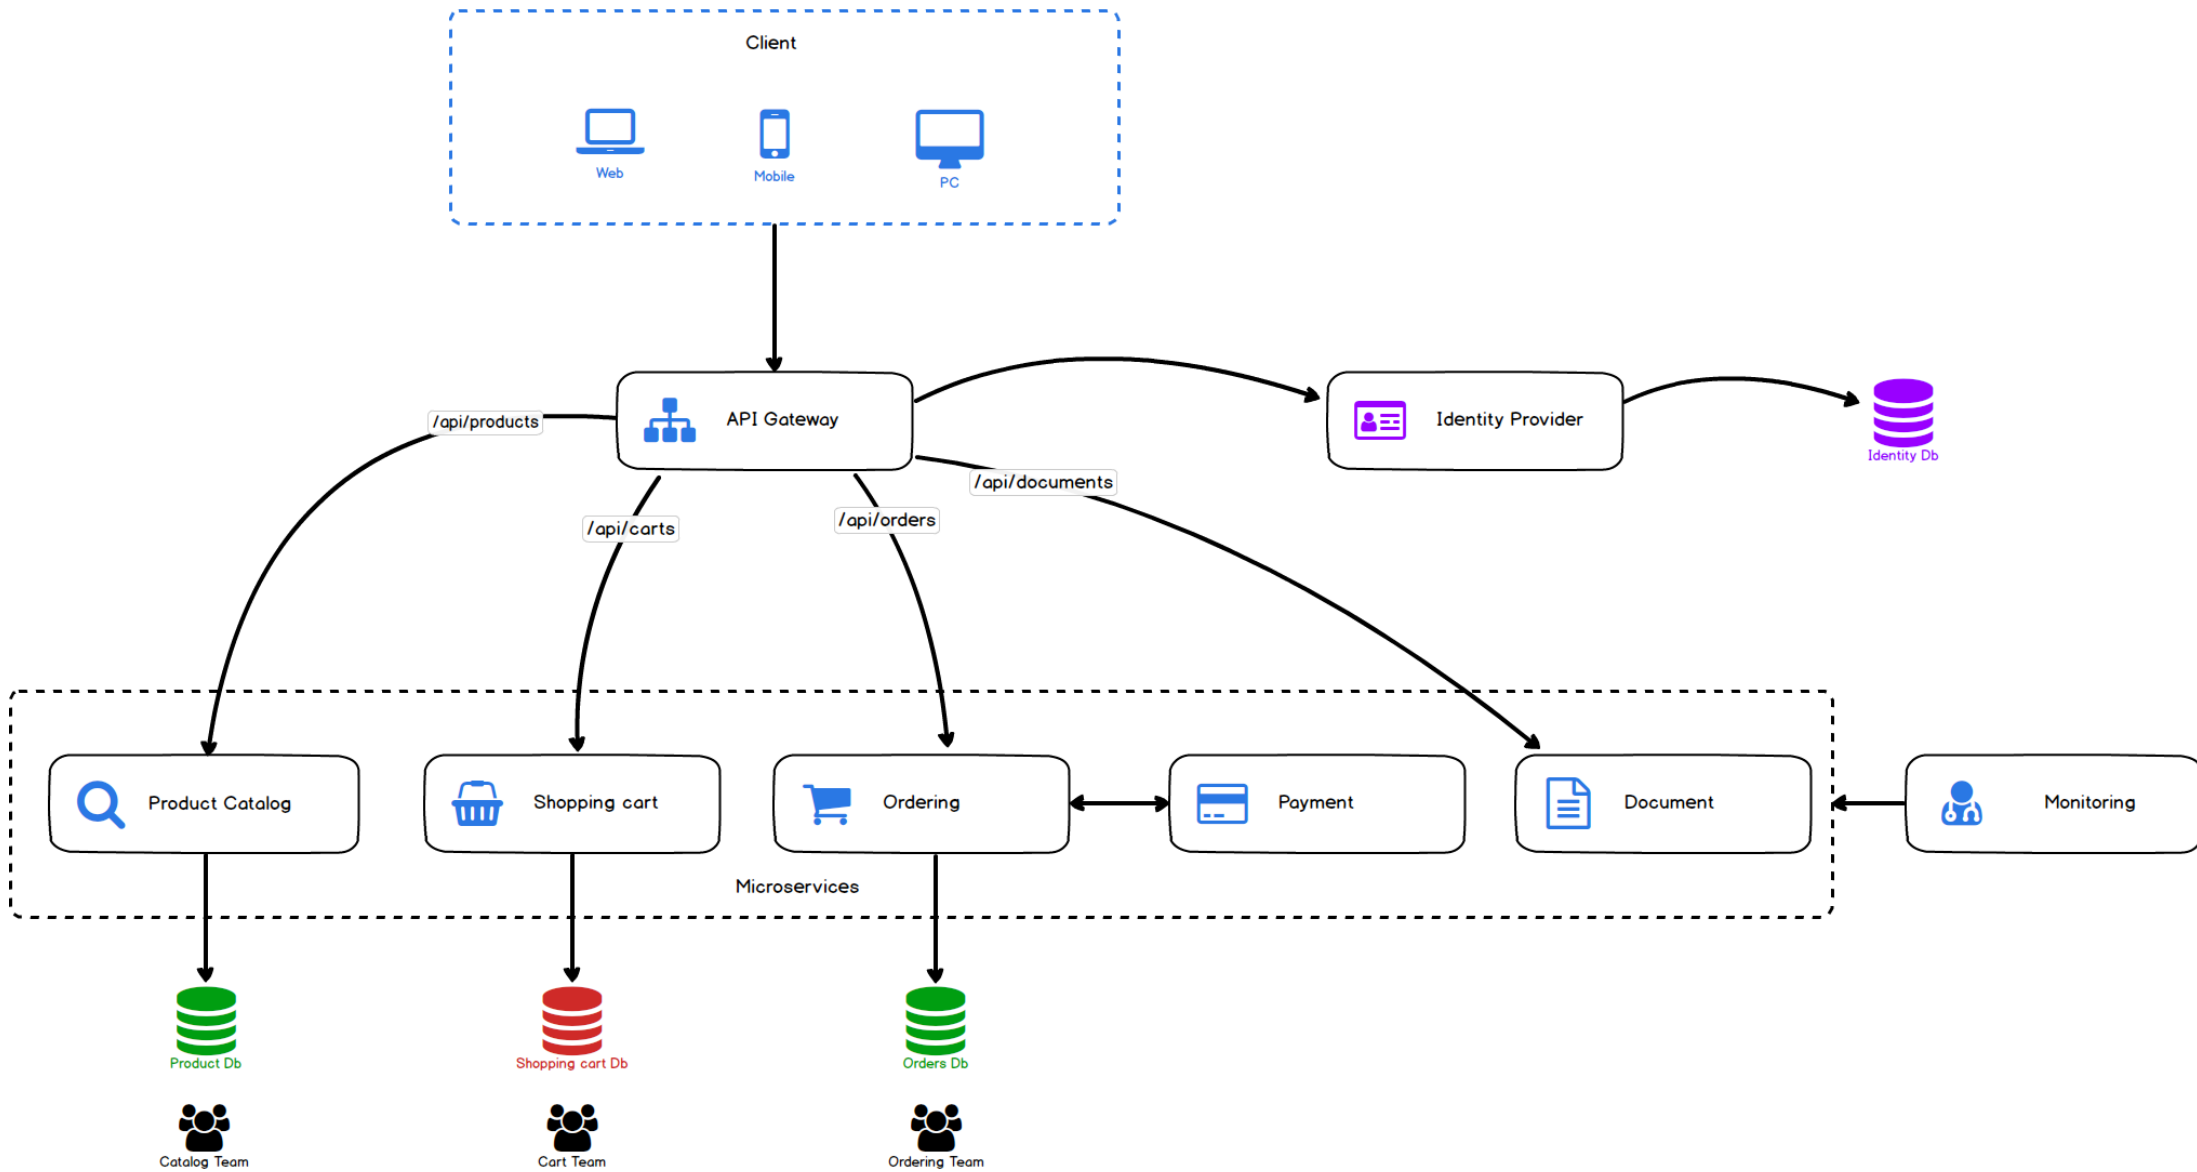 Client
Web
Mobile
PC
API Gateway
Identity Provider
Identity Db
/api/products
/api/carts
/api/orders
/api/documents
Product Catalog
Shopping cart
Ordering
Payment
Document
Monitoring
Microservices
Product Db
Shopping cart Db
Orders Db
Catalog Team
Cart Team
Ordering Team